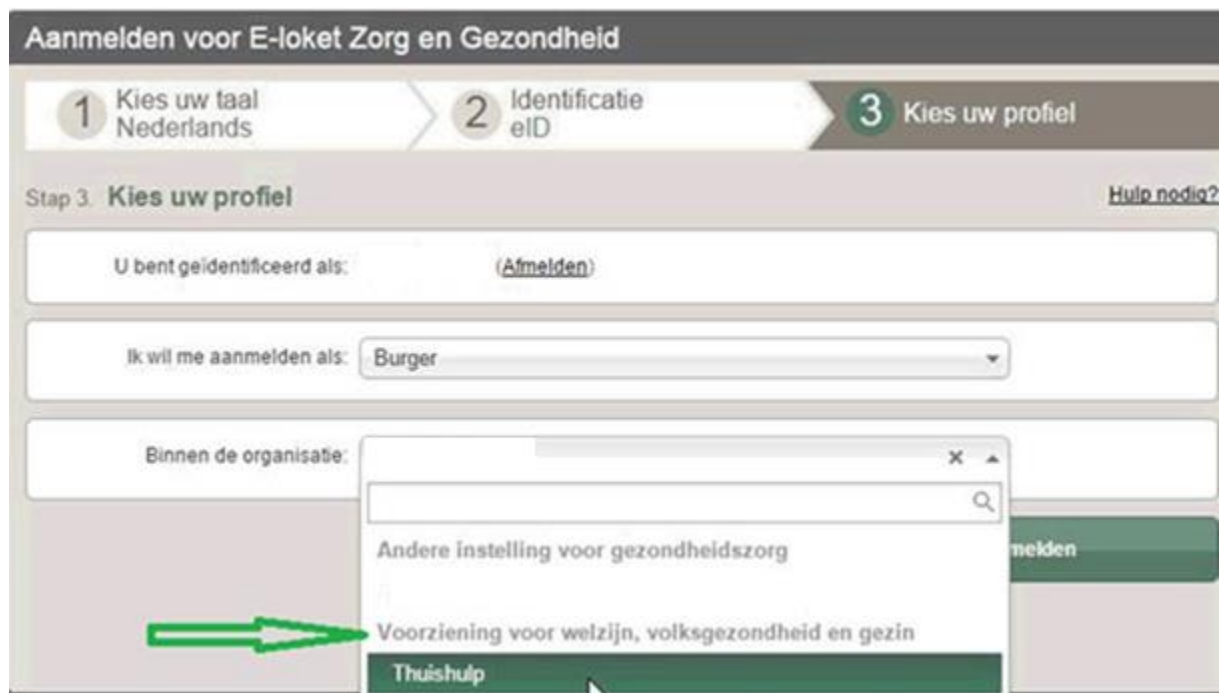 Aanmelden voor E-loket Zorg en Gezondheid
1 Kies uw taal
Nederlands
2 Identificatie
eID
3 Kies uw profiel
Stap 3. Kies uw profiel
Hulp nodig?
U bent geïdentificeerd als: (Afmelden)
Ik wil me aanmelden als: Burger
Binnen de organisatie:
Andere instelling voor gezondheidszorg
melden
Voorziening voor welzijn, volksgezondheid en gezin
Thuishulp